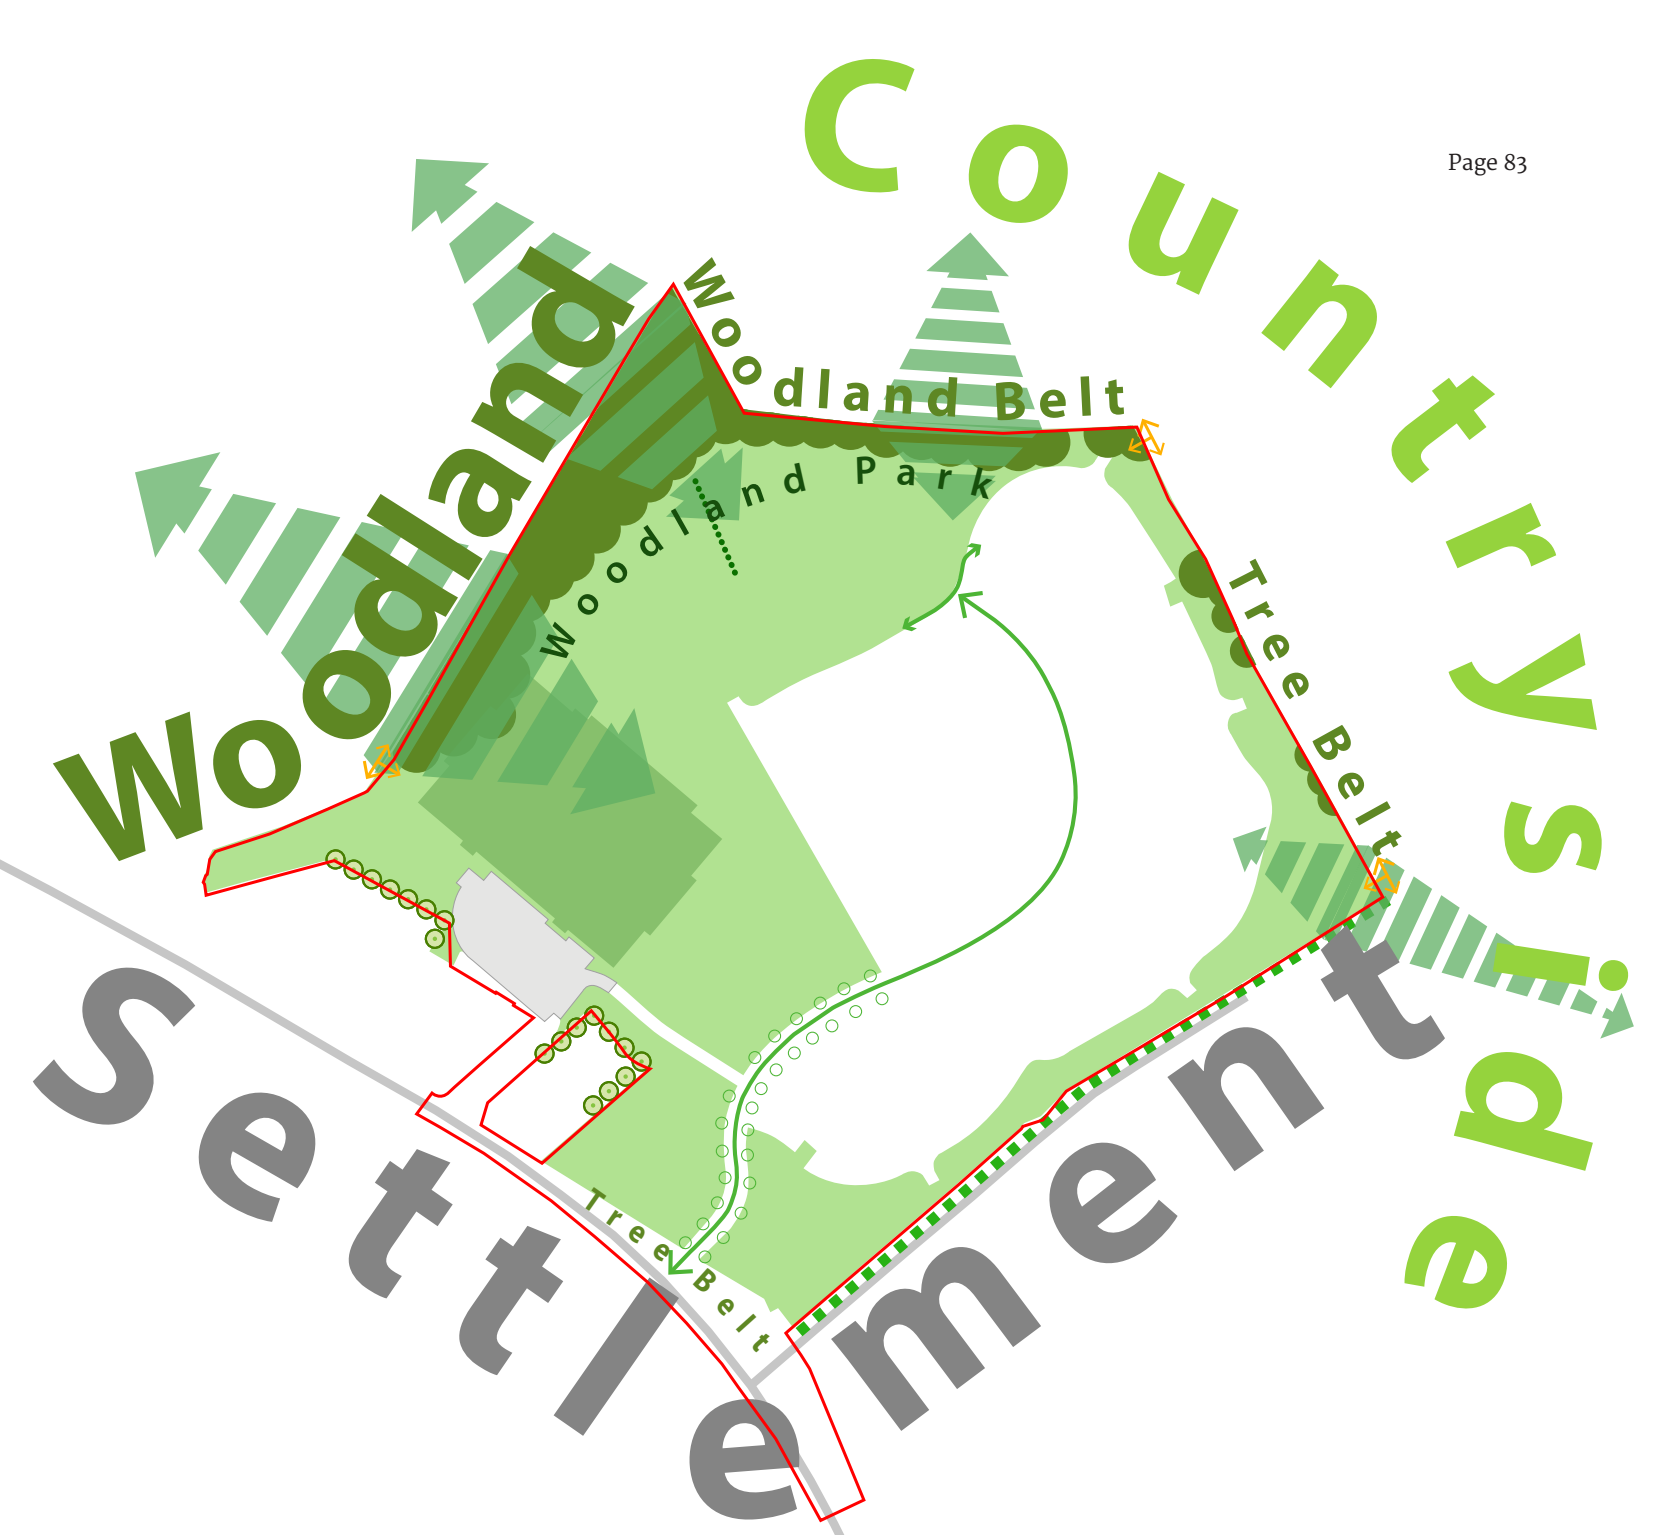 Countryside
Page 83
Woodland
Woodland Belt
Woodland Park
Tree Belt
Tree Belt
Settlement